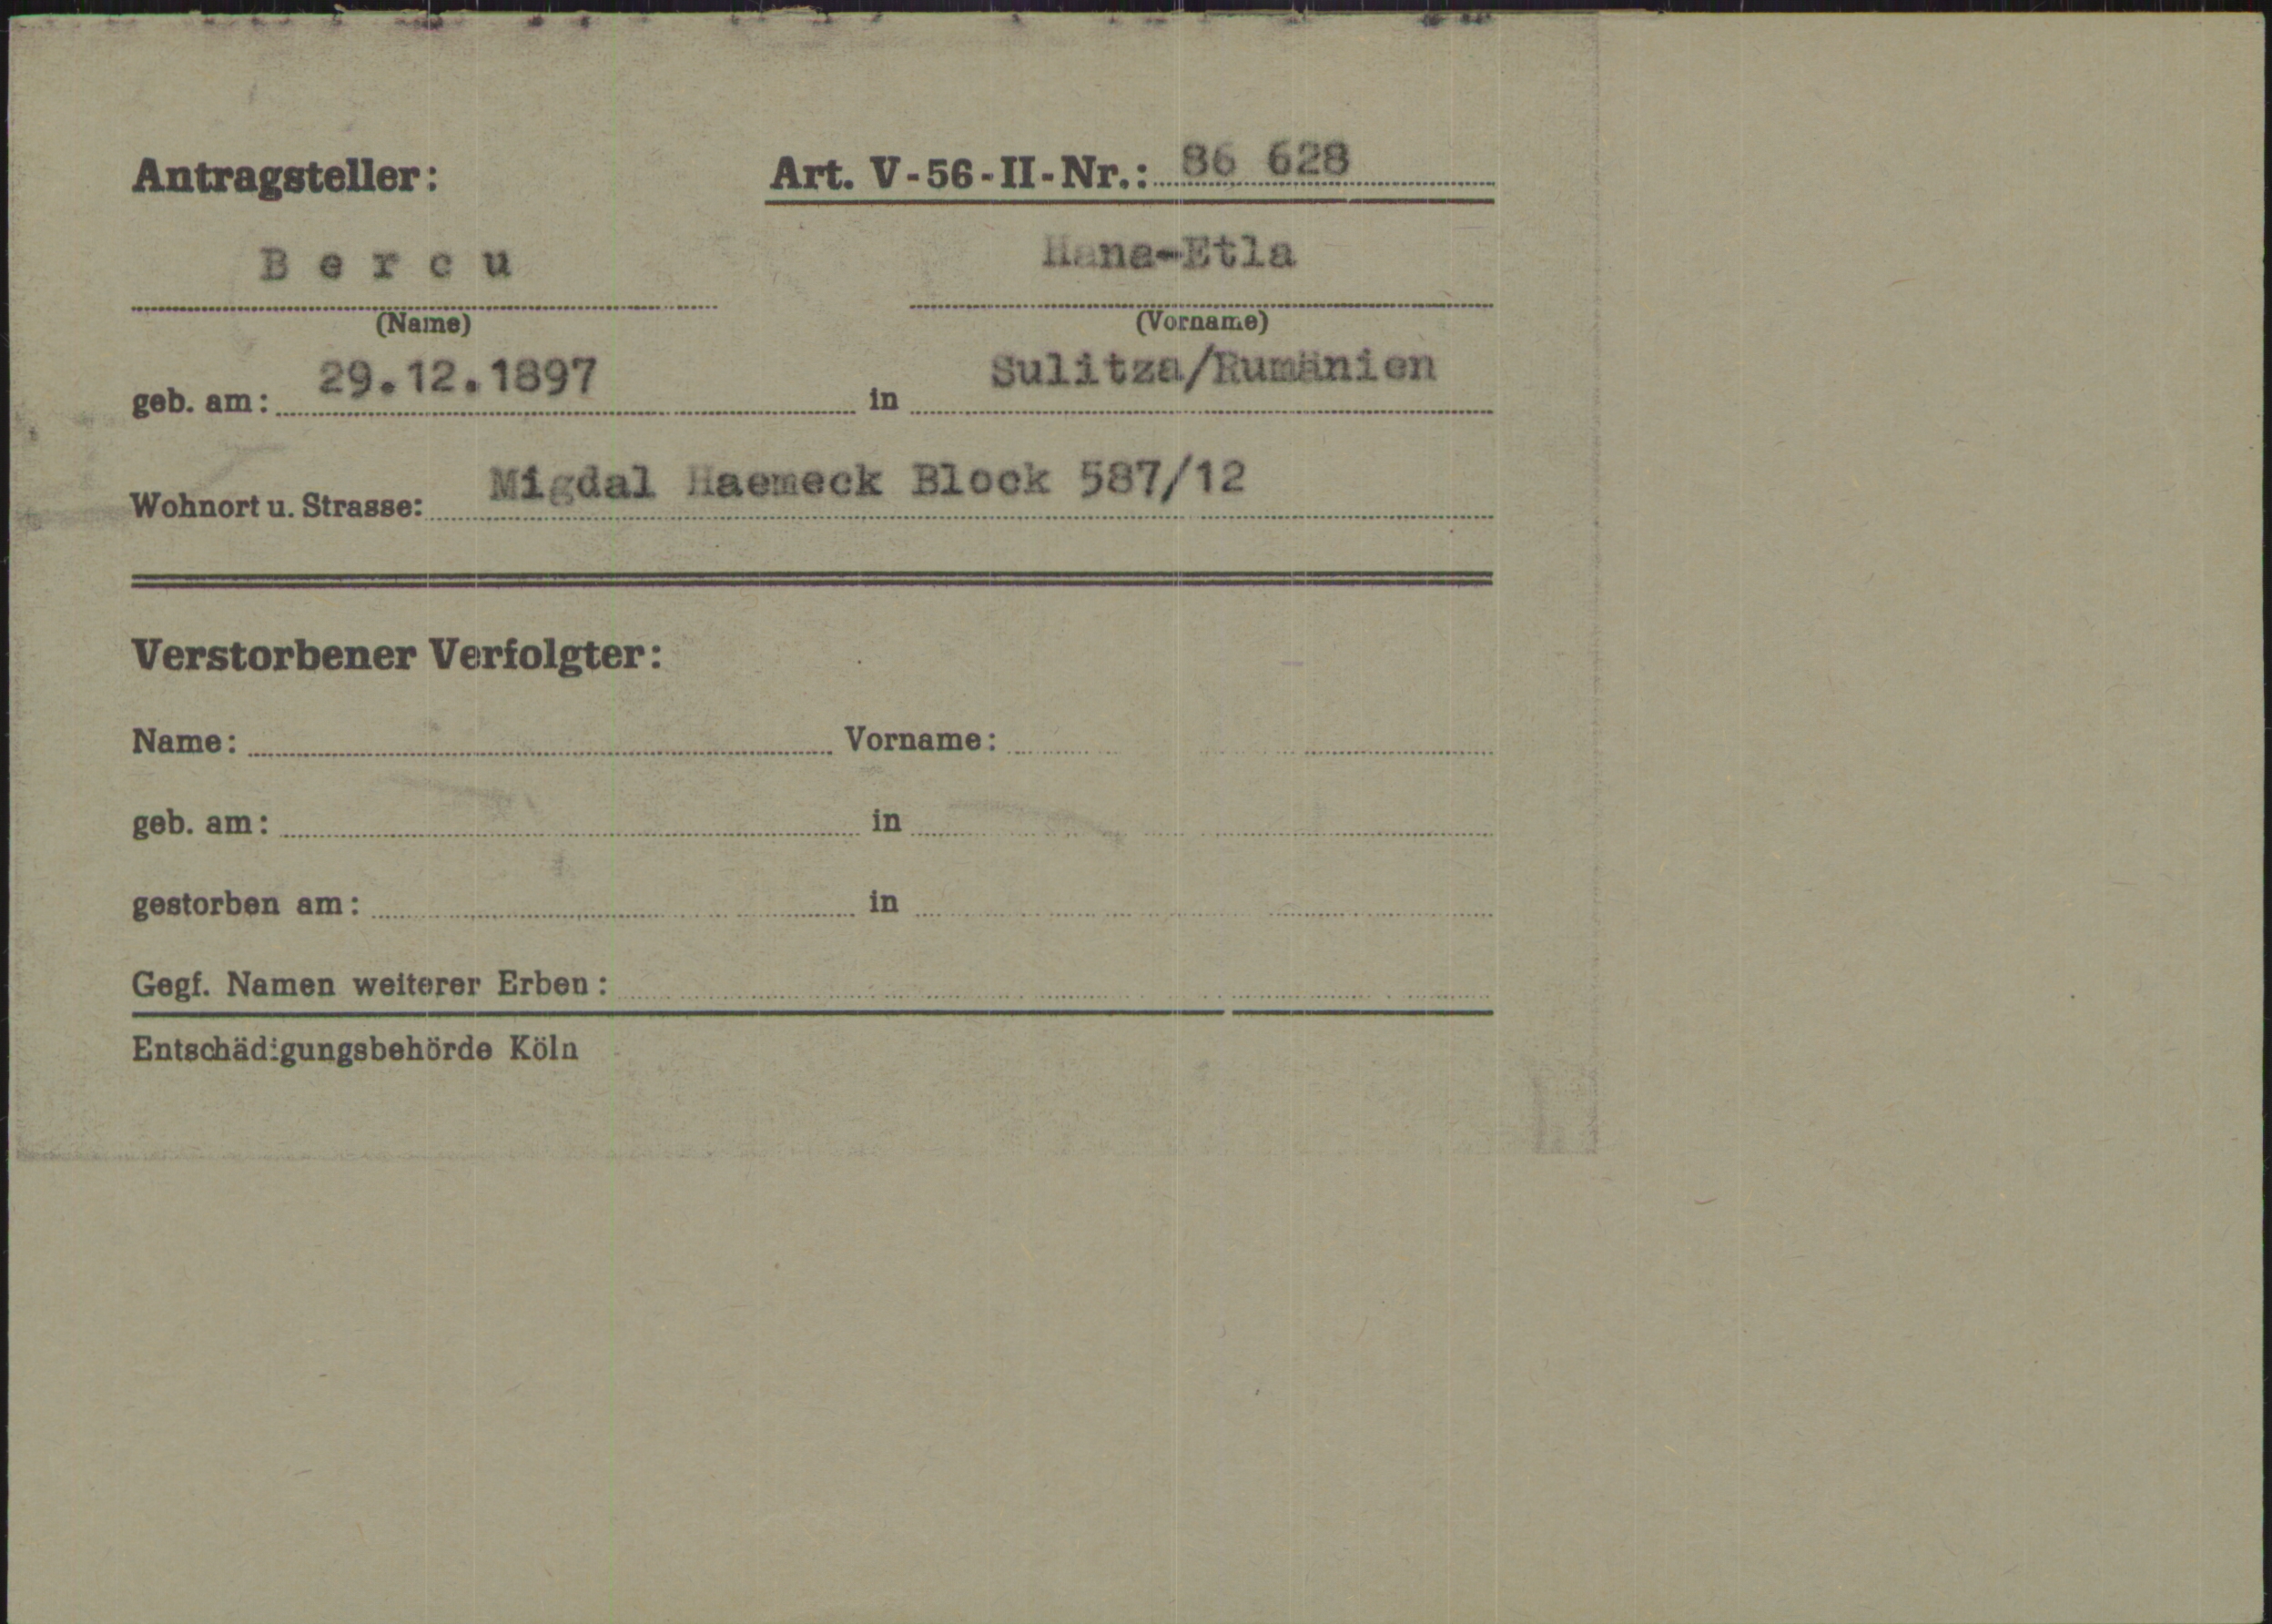 Antragsteller: Art. V-56-II-Nr.: 86 628
Bercu Hana-Etla
(Name) (Vorname)
geb. am: 29.12.1897 in Sulitza/Rumänien
Wohnort u. Strasse: Migdal Haemeck Block 587/12
Verstorbener Verfolgter:
Name: Vorname:
geb. am: in
gestorben am: in
Gegf. Namen weiterer Erben:
Entschädigungsbehörde Köln